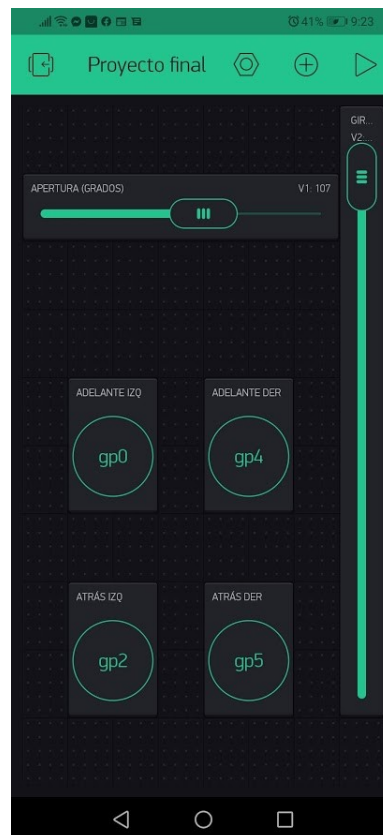 41% 9:23
Proyecto final
GIR...
V2....
APERTURA (GRADOS) V1: 107
ADELANTE IZQ ADELANTE DER
gp0 gp4
ATRÁS IZQ ATRÁS DER
gp2 gp5